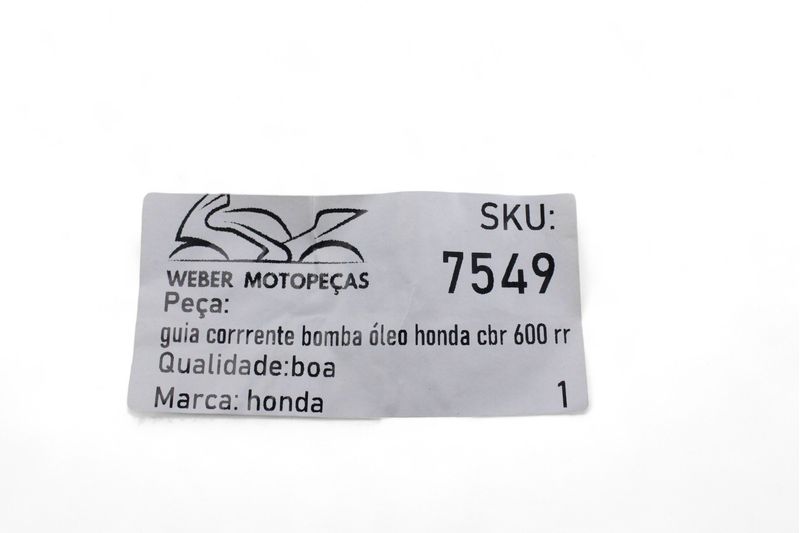 WEBER MOTOPEÇAS
SKU:
7549
Peça:
guia corrrente bomba óleo honda cbr 600 rr
Qualidade:boa
Marca: honda
1